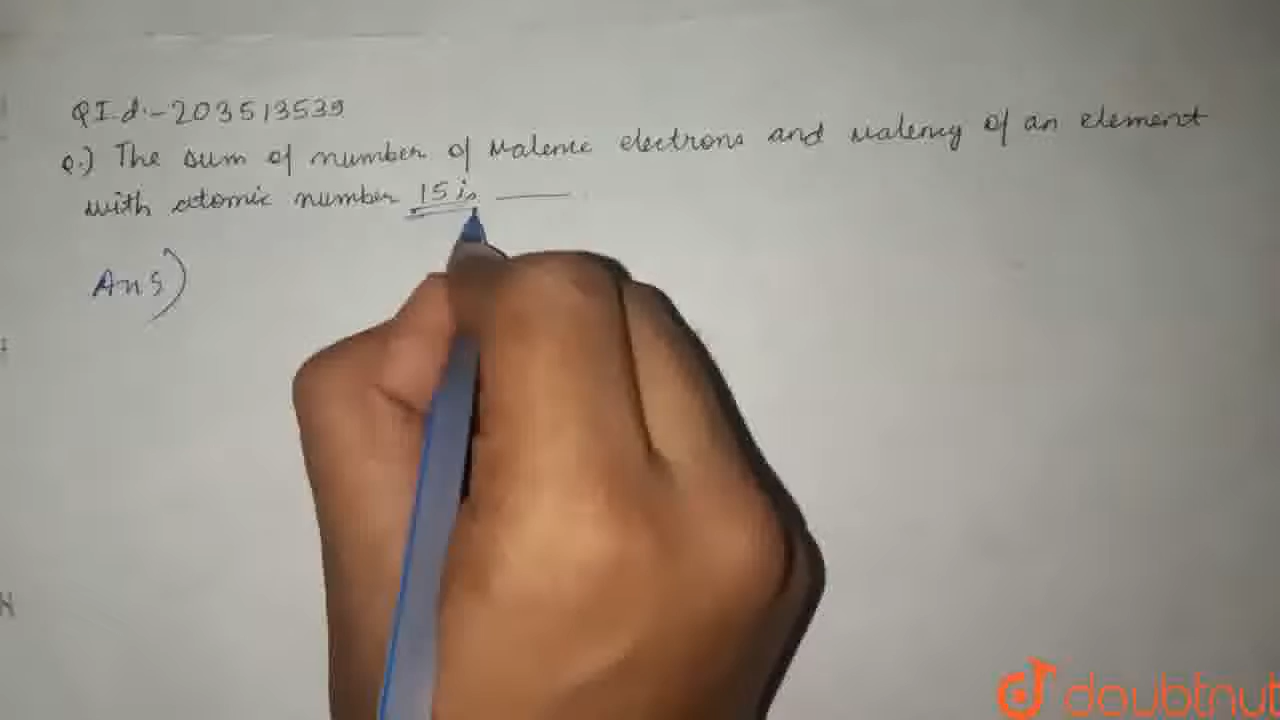 QId:-203513539
Q.) The sum of number of valence electrons and valency of an element
with atomic number 15 is ____
Ans)
doubtnut